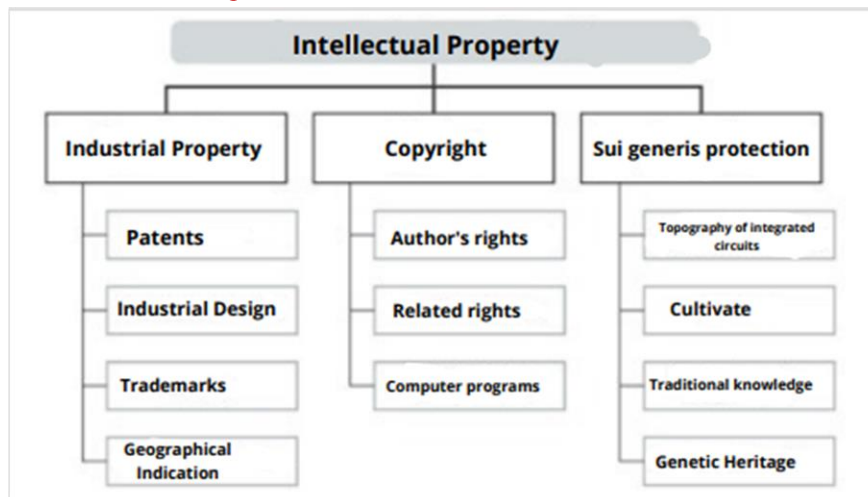 Intellectual Property
Industrial Property
Copyright
Sui generis protection
Patents
Industrial Design
Trademarks
Geographical
Indication
Author's rights
Related rights
Computer programs
Topography of integrated
circuits
Cultivate
Traditional knowledge
Genetic Heritage